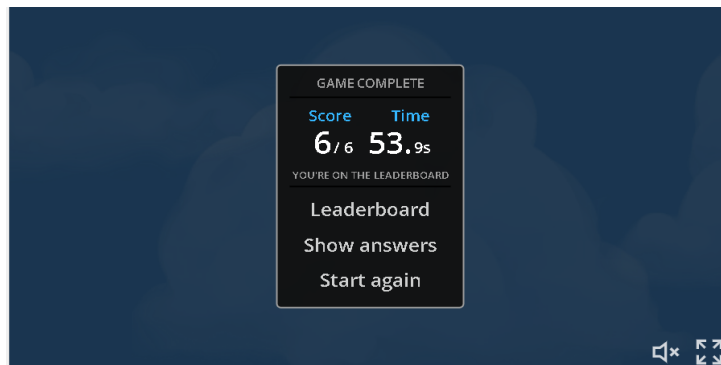 GAME COMPLETE
Score Time
6/ 6 53.9s
YOU'RE ON THE LEADERBOARD
Leaderboard
Show answers
Start again